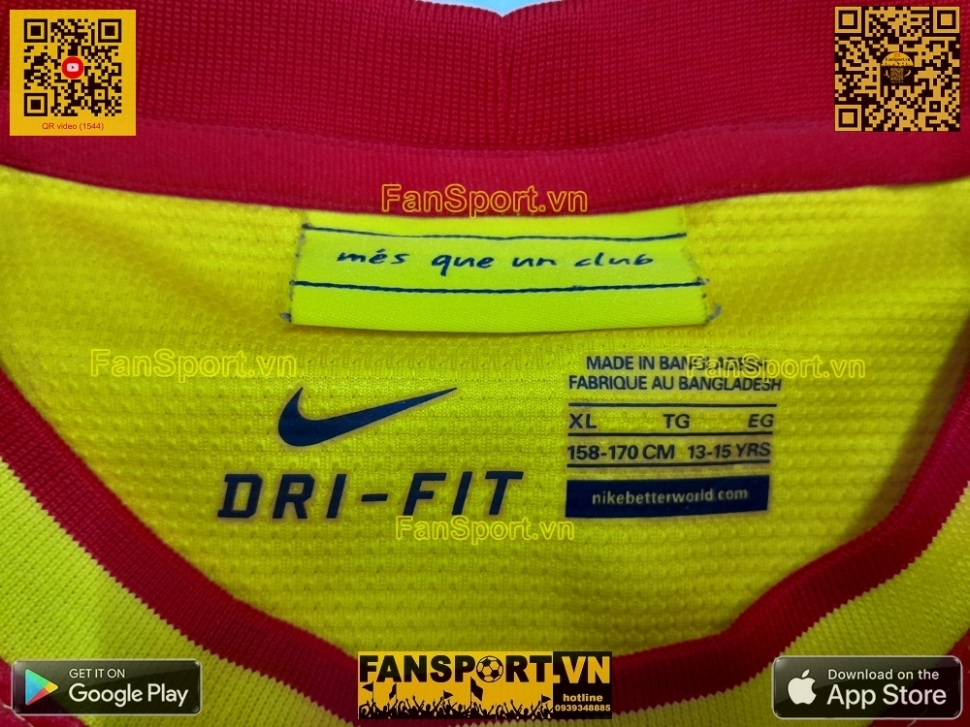 QR video (1544)
FanSport.vn
més que un club
FanSport.vn
FanSport.vn
MADE IN BANGLADESH
FABRIQUE AU BANGLADESH
XL TG EG
158-170 CM 13-15 YRS
nikebetterworld.com
DRI-FIT
FanSport.vn
GET IT ON
Google Play
FANSPORT.VN
hotline
0939348885
Download on the
App Store